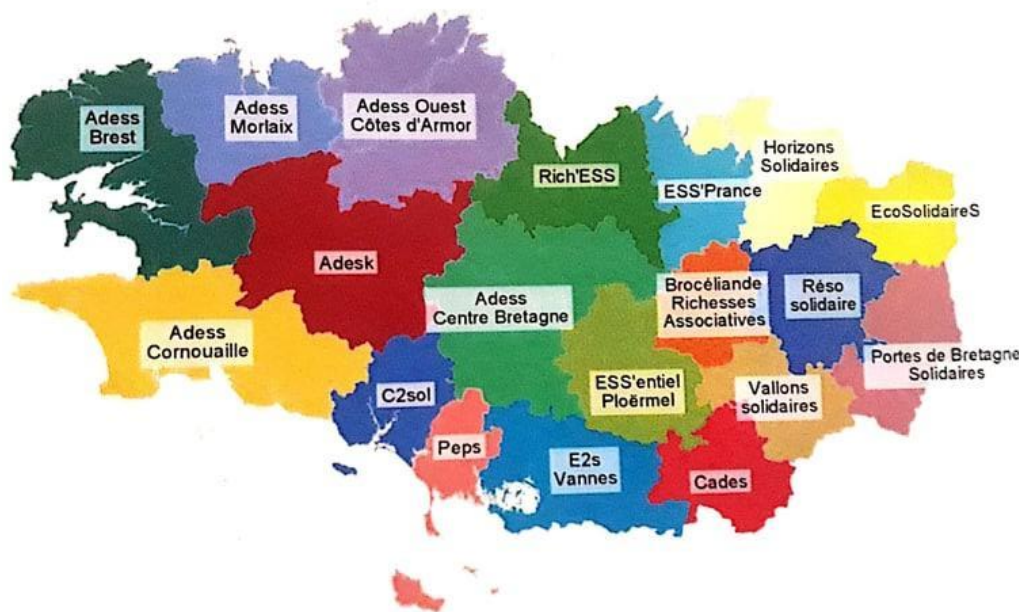 Adess
Brest
Adess
Morlaix
Adess Ouest
Côtes d'Armor
Rich'ESS
ESS'Prance
Horizons
Solidaires
EcoSolidaireS
Adesk
Adess
Centre Bretagne
Brocéliande
Richesses
Associatives
Réso
solidaire
Adess
Cornouaille
C2sol
ESS'entiel
Ploërmel
Vallons
solidaires
Portes de Bretagne
Solidaires
Peps
E2s
Vannes
Cades